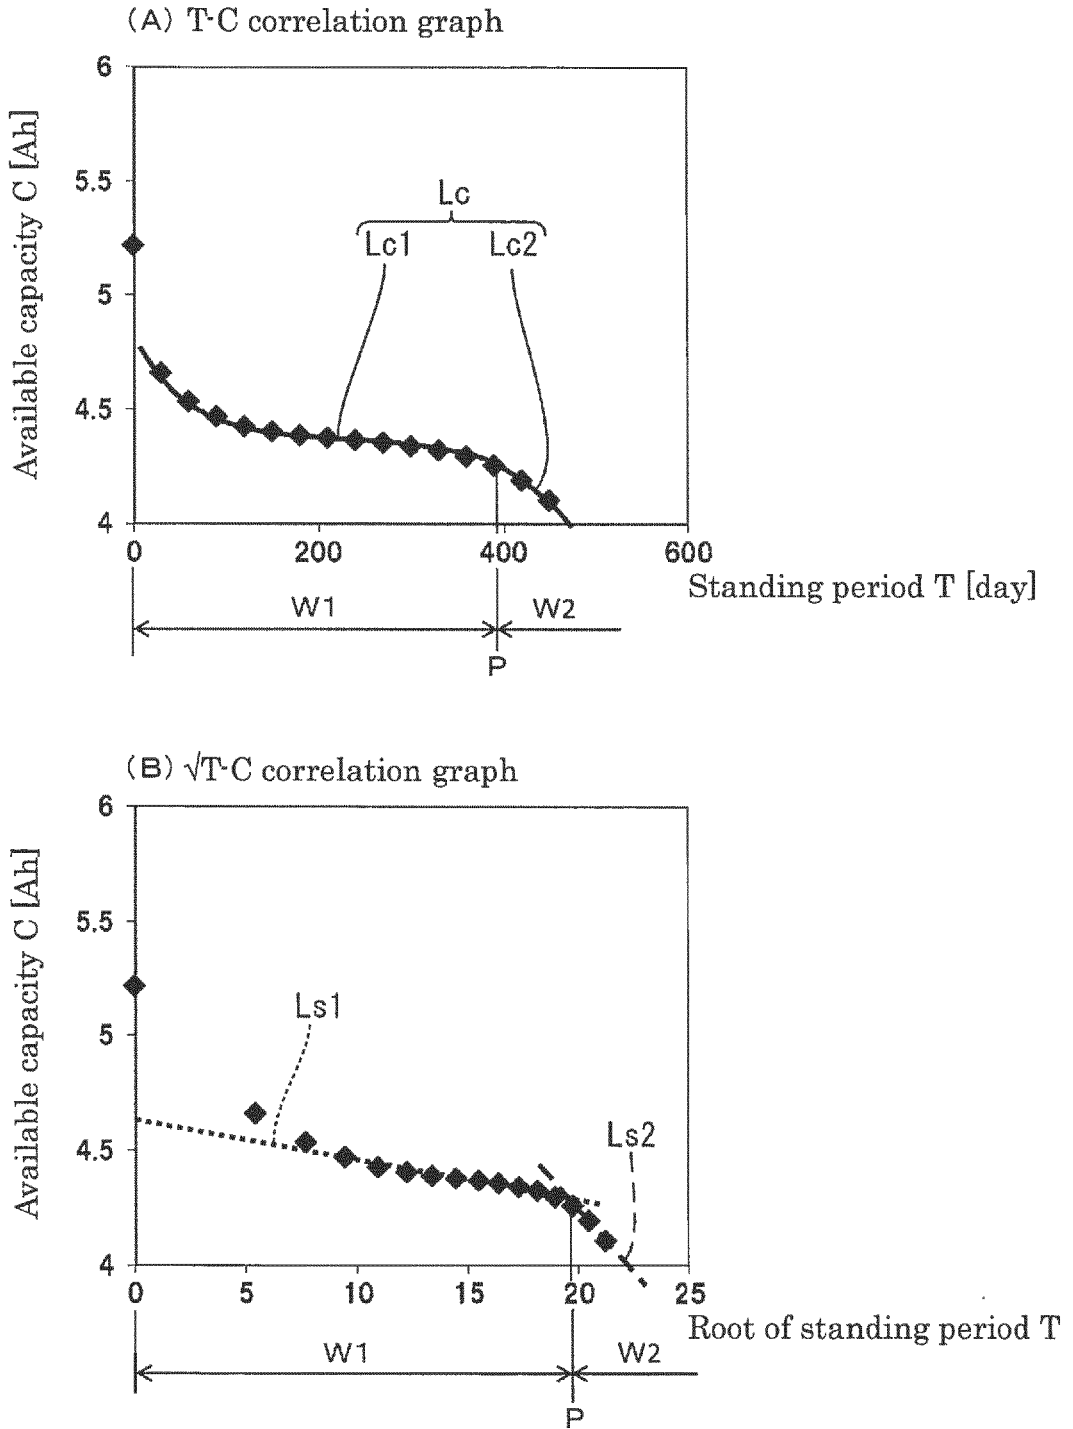 (A) T-C correlation graph
6
5.5
5
4.5
4
Available capacity C [Ah]
Lc
Lc1 Lc2
0 200 400 600
Standing period T [day]
W1 W2
P
(B) √T-C correlation graph
6
5.5
5
4.5
4
Available capacity C [Ah]
Ls1
Ls2
0 5 10 15 20 25
Root of standing period T
W1 W2
P